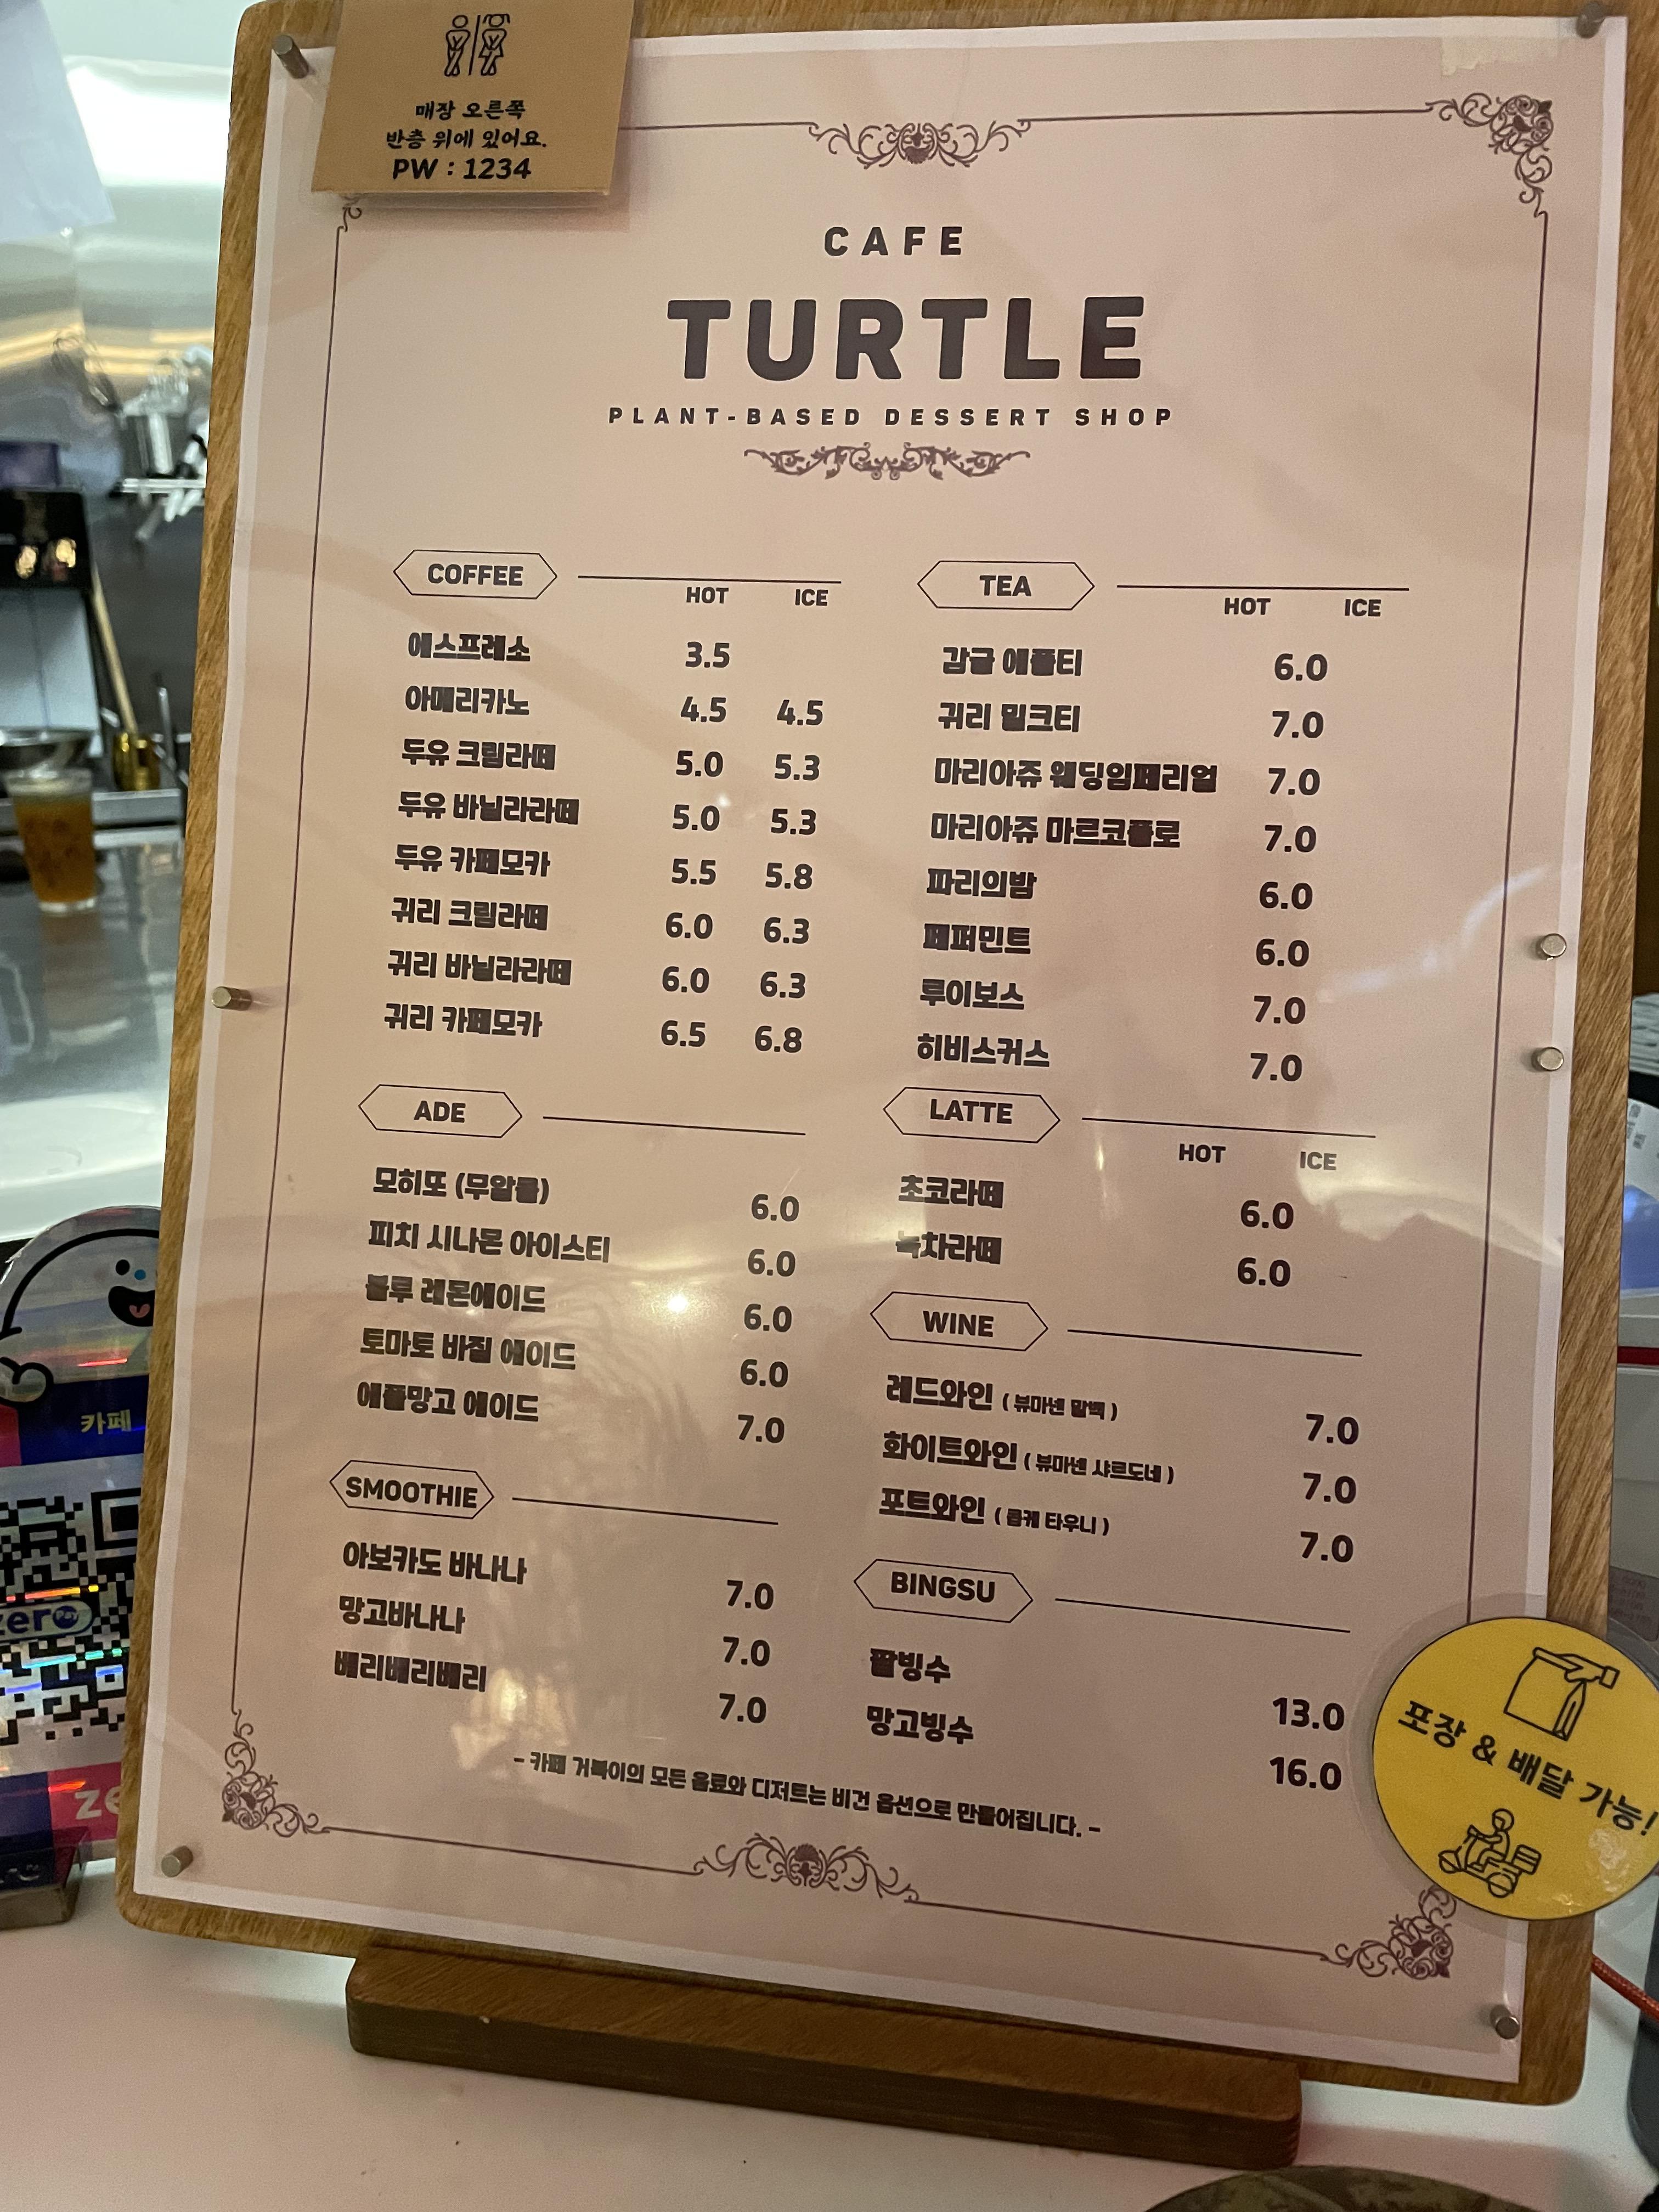 매장 오른쪽
반층 위에 있어요.
PW : 1234
CAFE
TURTLE
PLANT-BASED DESSERT SHOP
COFFEE
HOT ICE
에스프레소 3.5
아메리카노 4.5 4.5
두유 크림라떼 5.0 5.3
두유 바닐라라떼 5.0 5.3
두유 카페모카 5.5 5.8
귀리 크림라떼 6.0 6.3
귀리 바닐라라떼 6.0 6.3
귀리 카페모카 6.5 6.8
ADE
모히또 (무알콜) 6.0
피치 시나몬 아이스티 6.0
블루 레몬에이드 6.0
토마토 바질 에이드 6.0
애플망고 에이드 7.0
SMOOTHIE
아보카도 바나나 7.0
망고바나나 7.0
베리베리베리 7.0
TEA
HOT ICE
감귤 애플티 6.0
귀리 밀크티 7.0
마리아쥬 웨딩임페리얼 7.0
마리아쥬 마르코폴로 7.0
파리의밤 6.0
페퍼민트 6.0
루이보스 7.0
히비스커스 7.0
LATTE
HOT ICE
초코라떼 6.0
녹차라떼 6.0
WINE
레드와인 ( 뷰마넨 말벡 ) 7.0
화이트와인 ( 뷰마넨 샤르도네 ) 7.0
포트와인 ( 타우니 ) 7.0
BINGSU
팥빙수 13.0
망고빙수 16.0
- 카페 거북이의 모든 음료와 디저트는 비건 옵션으로 만들어집니다. -
포장 & 배달 가능!
카페
zero Pay
ze